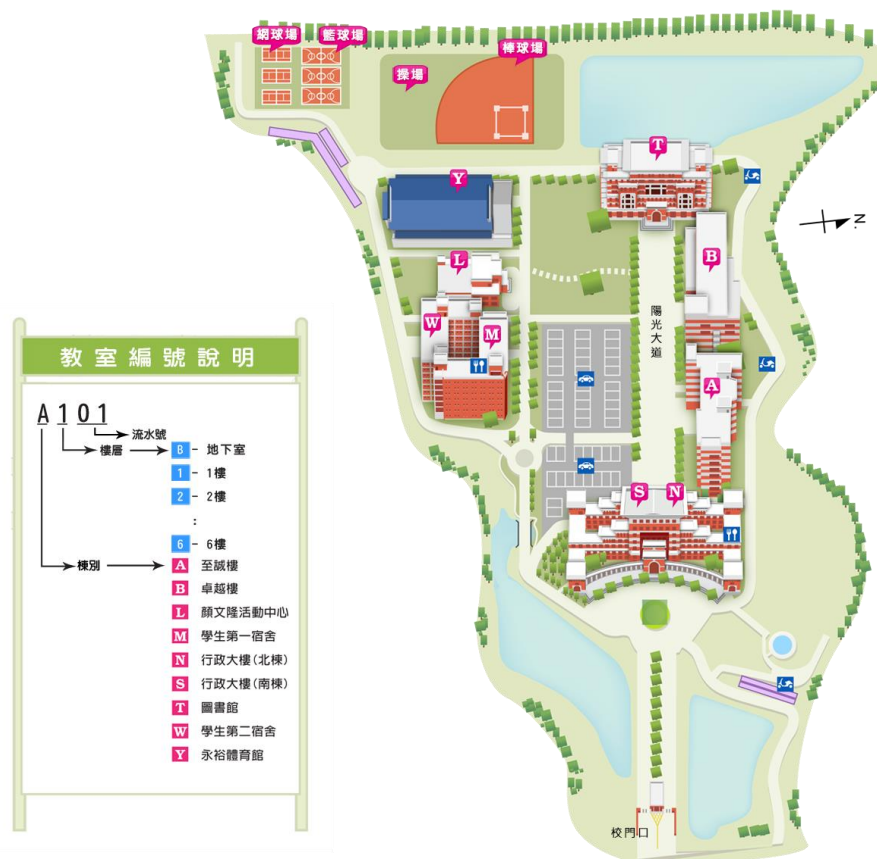 網球場
籃球場
操場
棒球場
T
Y
N.
B
L
W
M
陽光大道
A
S
N
校門口
教室編號說明
A101
流水號
樓層
B - 地下室
1 - 1樓
2 - 2樓
:
6 - 6樓
棟別
A 至誠樓
B 卓越樓
L 顏文隆活動中心
M 學生第一宿舍
N 行政大樓(北棟)
S 行政大樓(南棟)
T 圖書館
W 學生第二宿舍
Y 永裕體育館